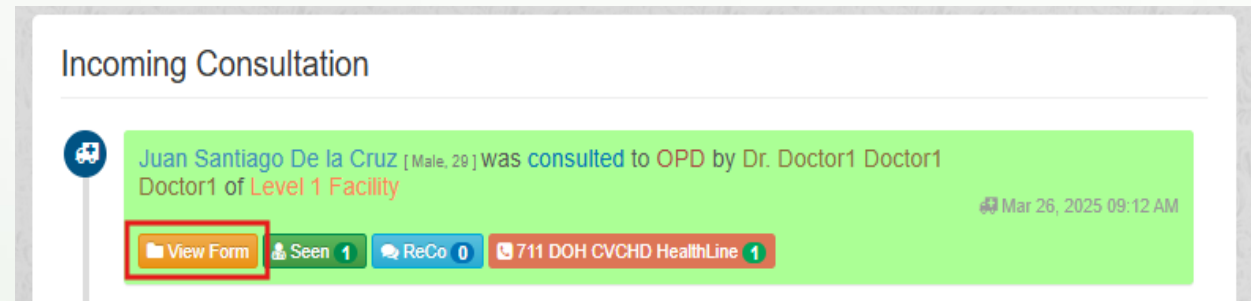 Incoming Consultation
Juan Santiago De la Cruz [ Male, 29 ] was consulted to OPD by Dr. Doctor1 Doctor1
Doctor1 of Level 1 Facility
Mar 26, 2025 09:12 AM
View Form Seen 1 ReCo 0 711 DOH CVCHD HealthLine 1